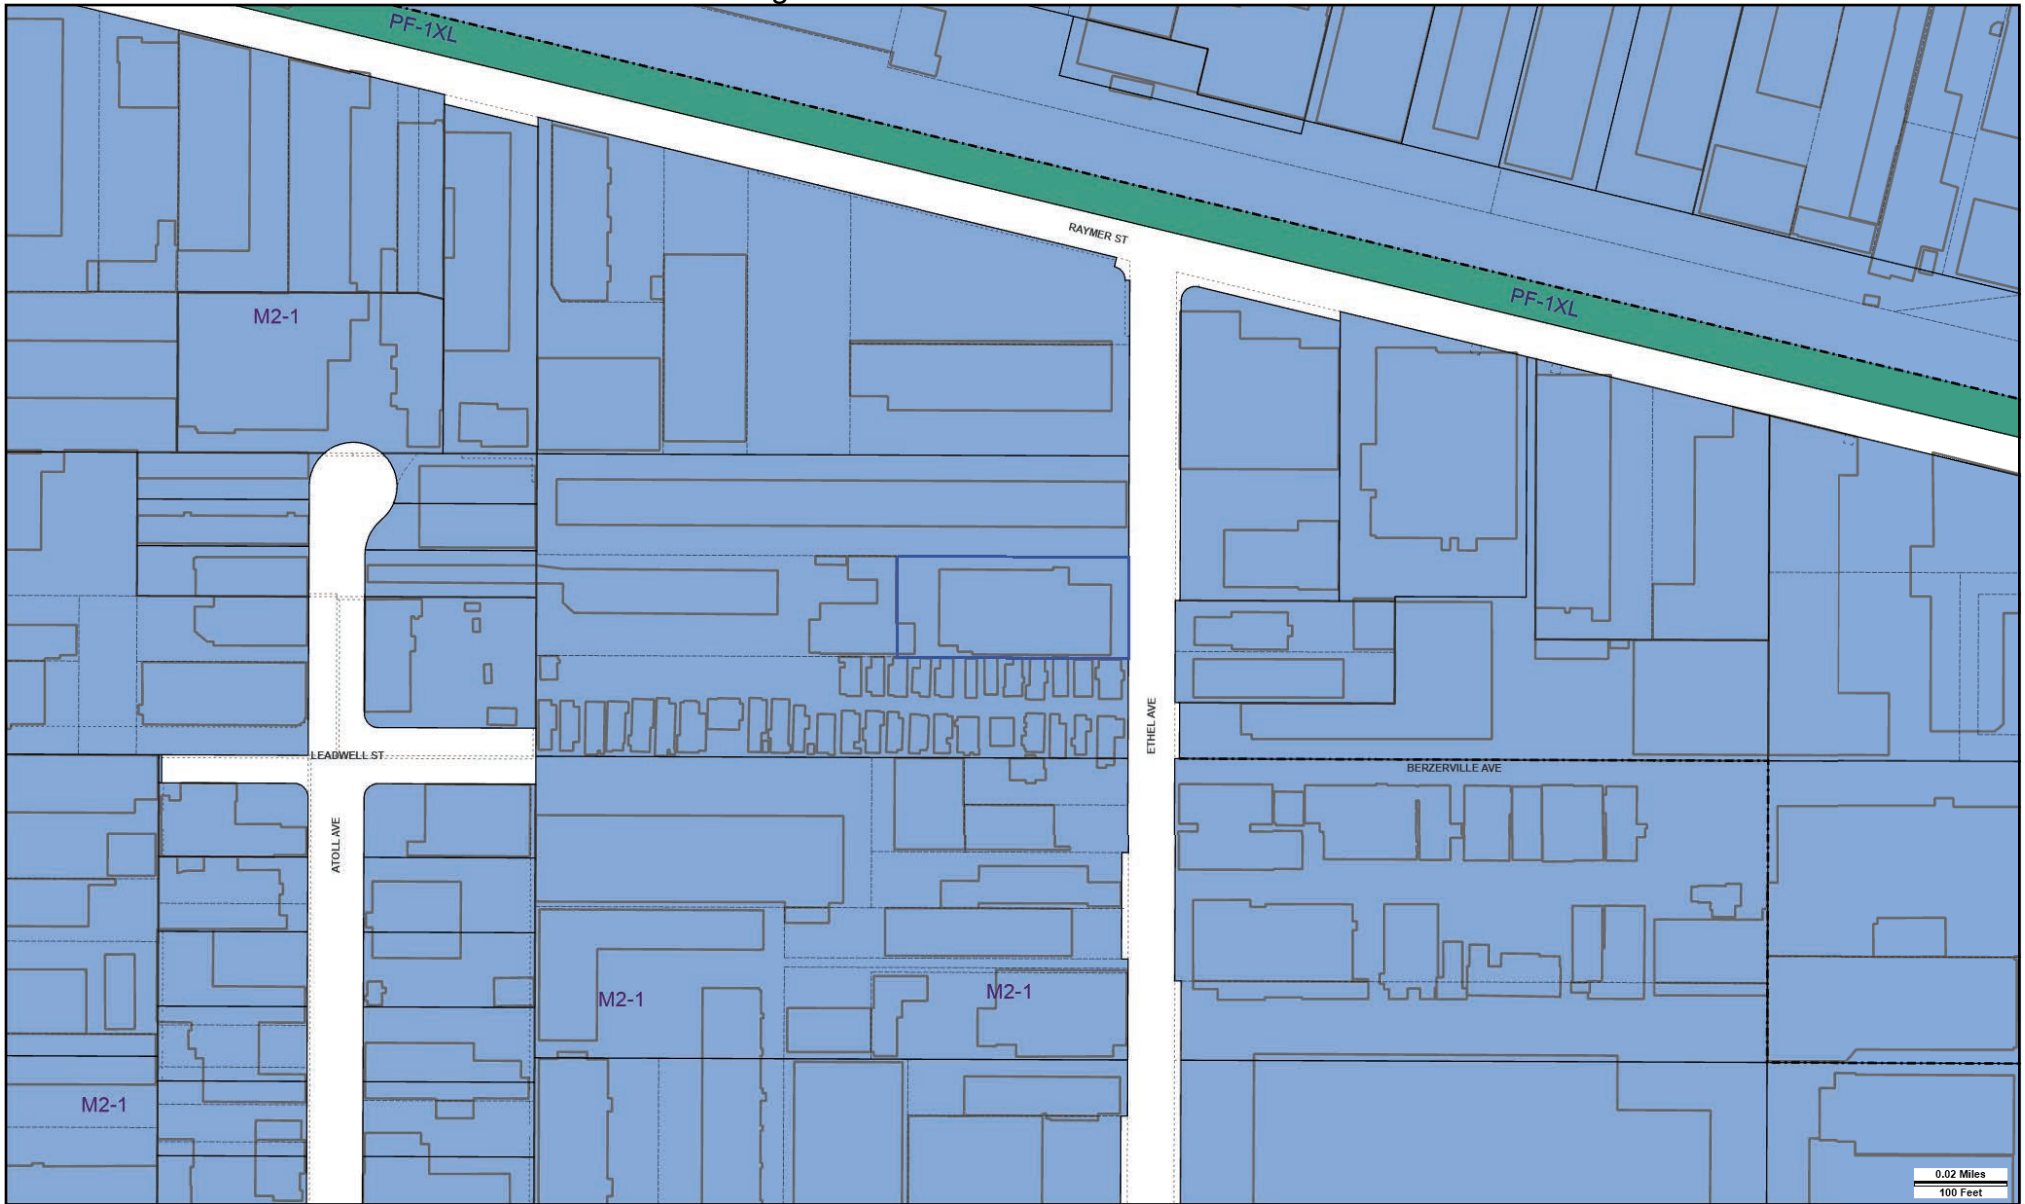 PF-1XL
RAYMER ST
PF-1XL
M2-1
ETHEL AVE
LEADWELL ST
BERZERVILLE AVE
ATOLL AVE
M2-1
M2-1
M2-1
0.02 Miles
100 Feet